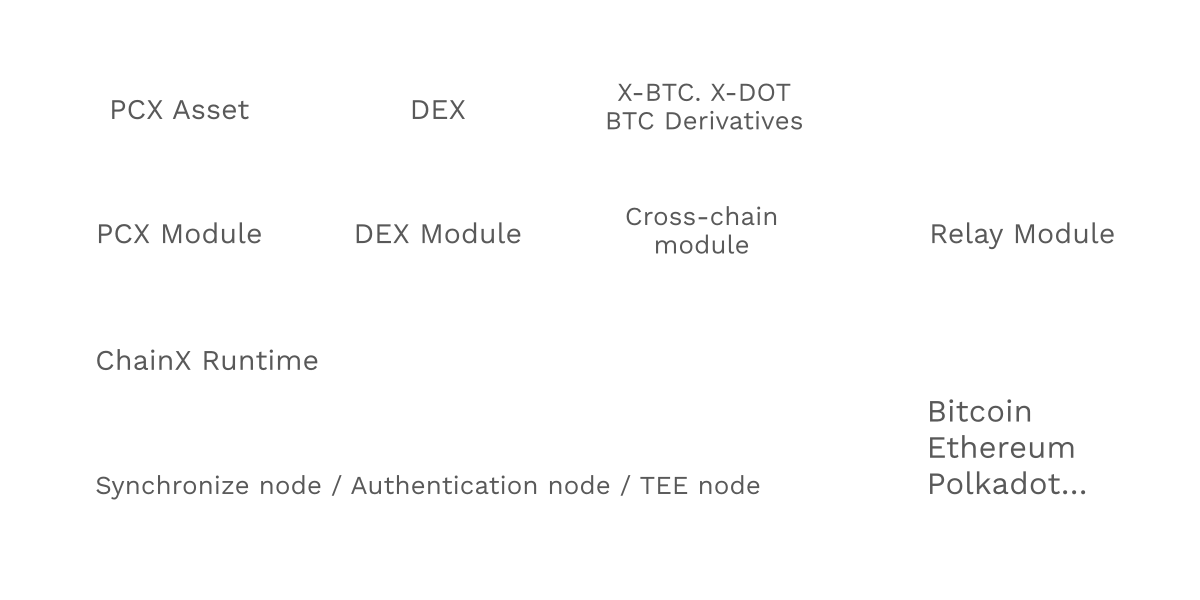 PCX Asset
DEX
X-BTC. X-DOT
BTC Derivatives
PCX Module
DEX Module
Cross-chain
module
Relay Module
ChainX Runtime
Bitcoin
Ethereum
Polkadot...
Synchronize node / Authentication node / TEE node